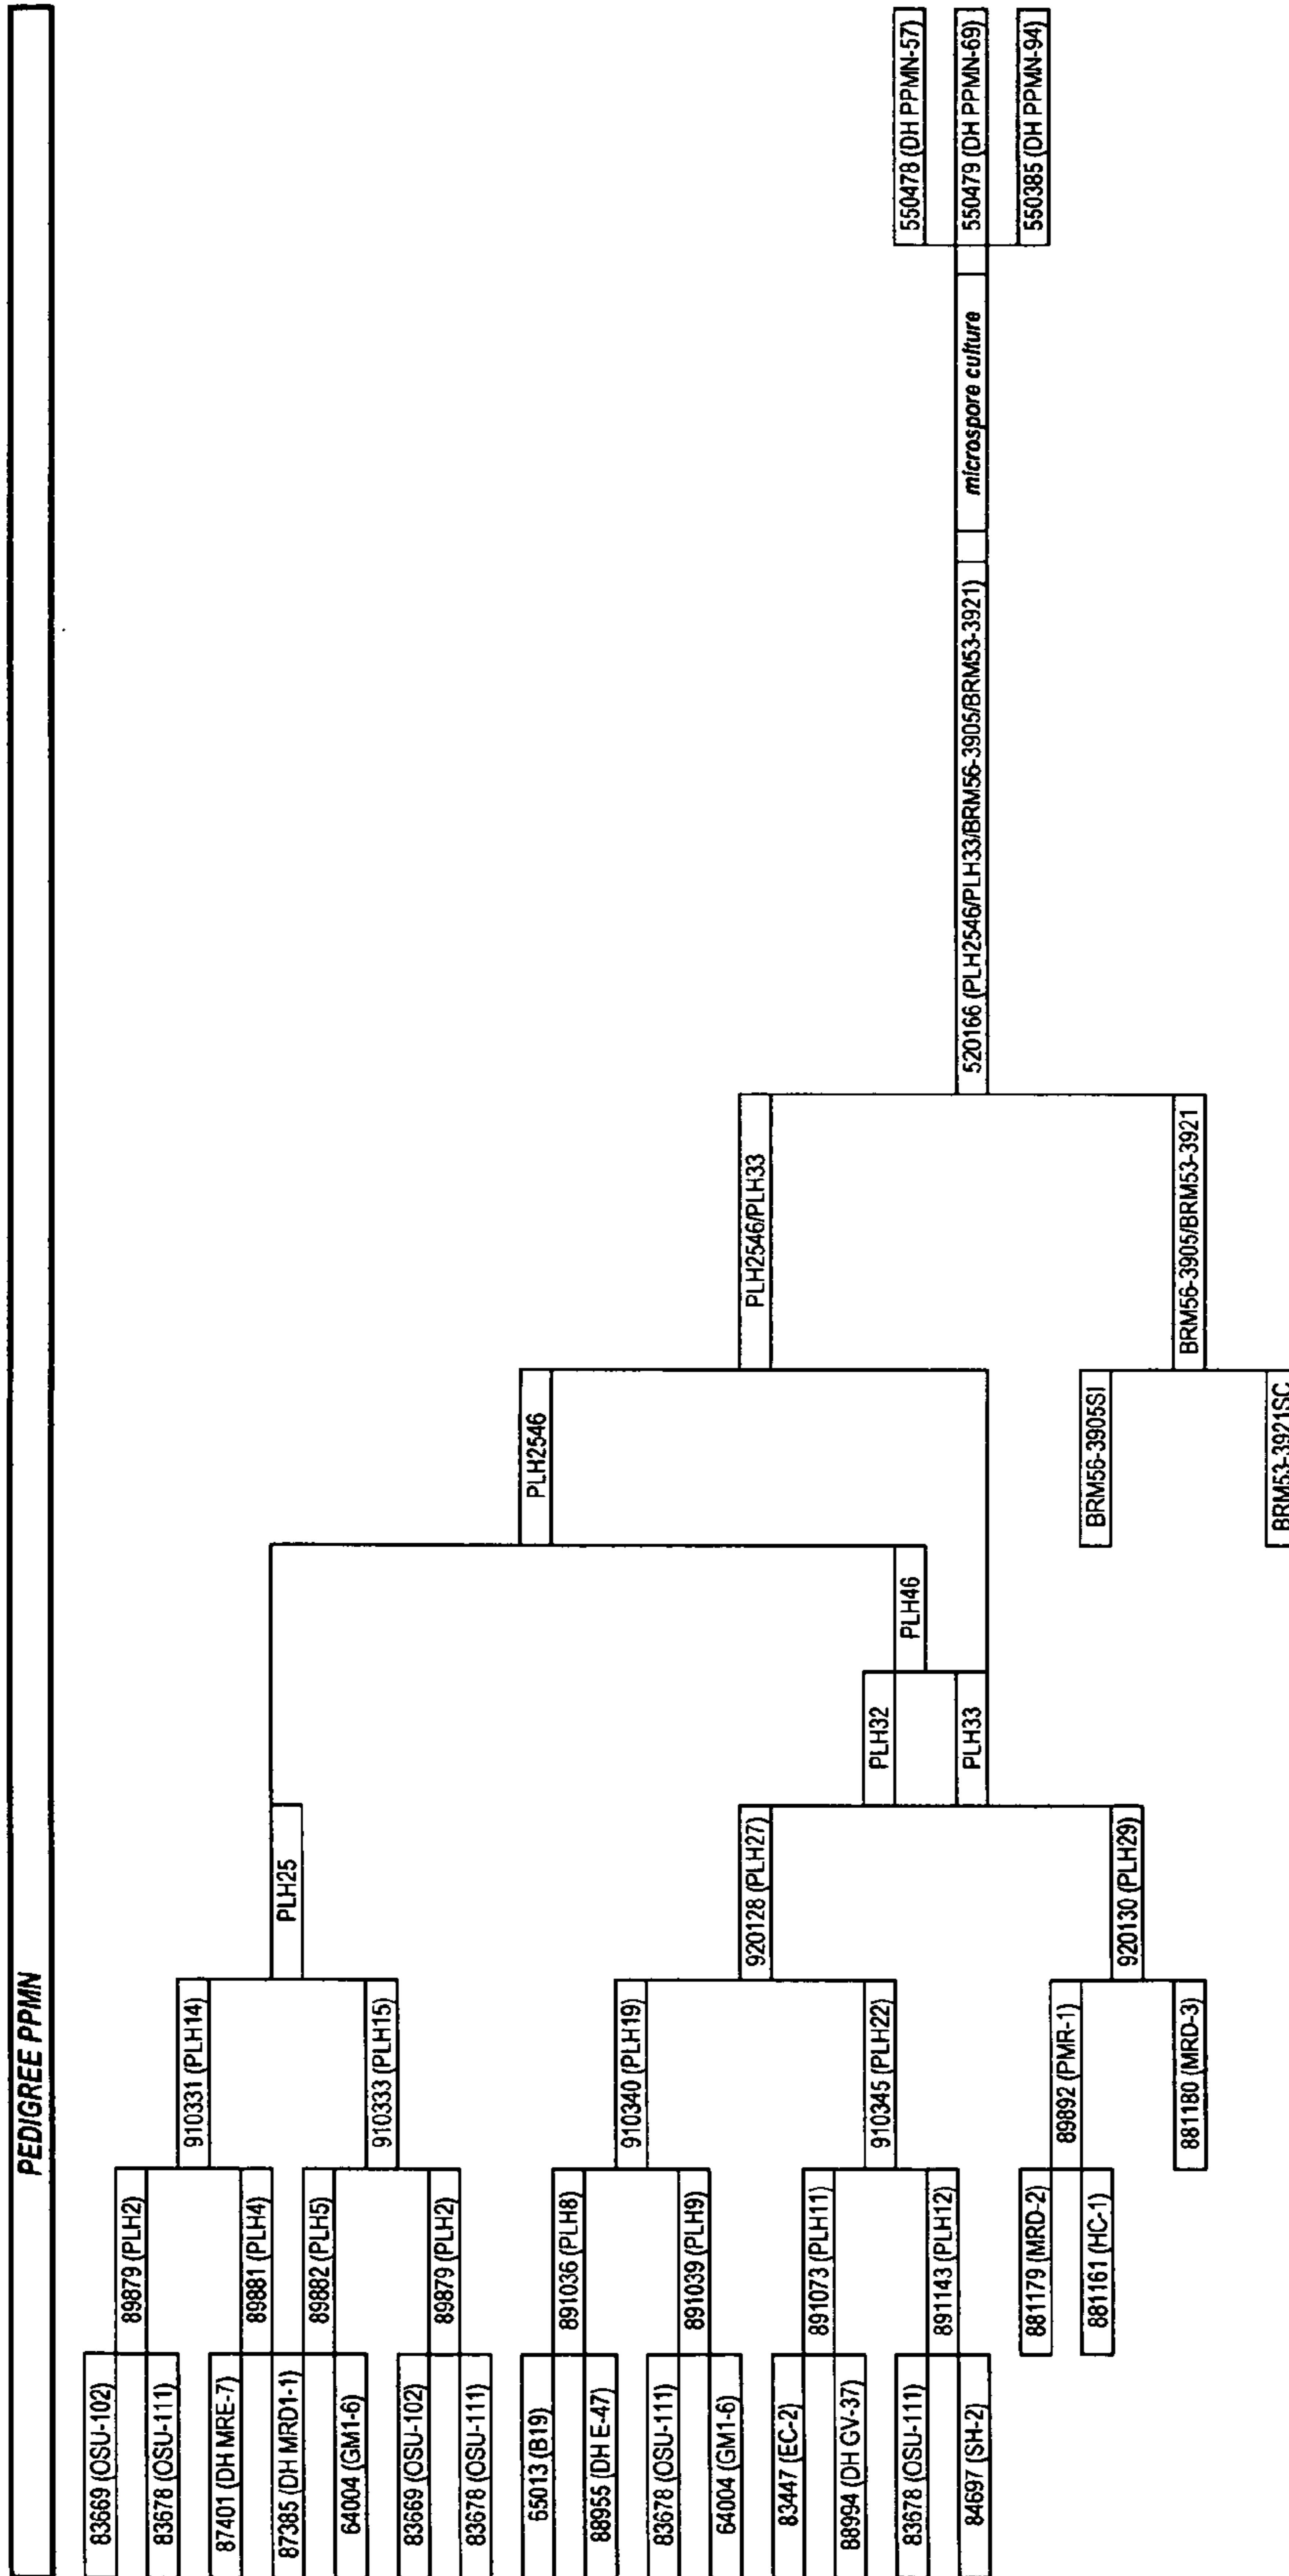 PEDIGREE PPMN
83669 (OSU-102)
89879 (PLH2)
83678 (OSU-111)
910331 (PLH14)
87401 (DH MRE-7)
89881 (PLH4)
87385 (DH MRD1-1)
PLH25
89882 (PLH5)
64004 (GM1-6)
910333 (PLH15)
83669 (OSU-102)
89879 (PLH2)
83678 (OSU-111)
PLH2546
65013 (B19)
891036 (PLH8)
88955 (DH E-47)
910340 (PLH19)
83678 (OSU-111)
891039 (PLH9)
64004 (GM1-6)
920128 (PLH27)
PLH2546/PLH33
83447 (EC-2)
891073 (PLH11)
88994 (DH GV-37)
PLH32
910345 (PLH22)
PLH46
550478 (DH PPMN-57)
83678 (OSU-111)
891143 (PLH12)
84697 (SH-2)
PLH33
520166 (PLH2546/PLH33/BRM56-3905/BRM53-3921)
microspore culture
550479 (DH PPMN-69)
881179 (MRD-2)
550385 (DH PPMN-94)
89892 (PMR-1)
881161 (HC-1)
BRM56-3905SI
920130 (PLH29)
881180 (MRD-3)
BRM56-3905/BRM53-3921
BRM53-3921SC